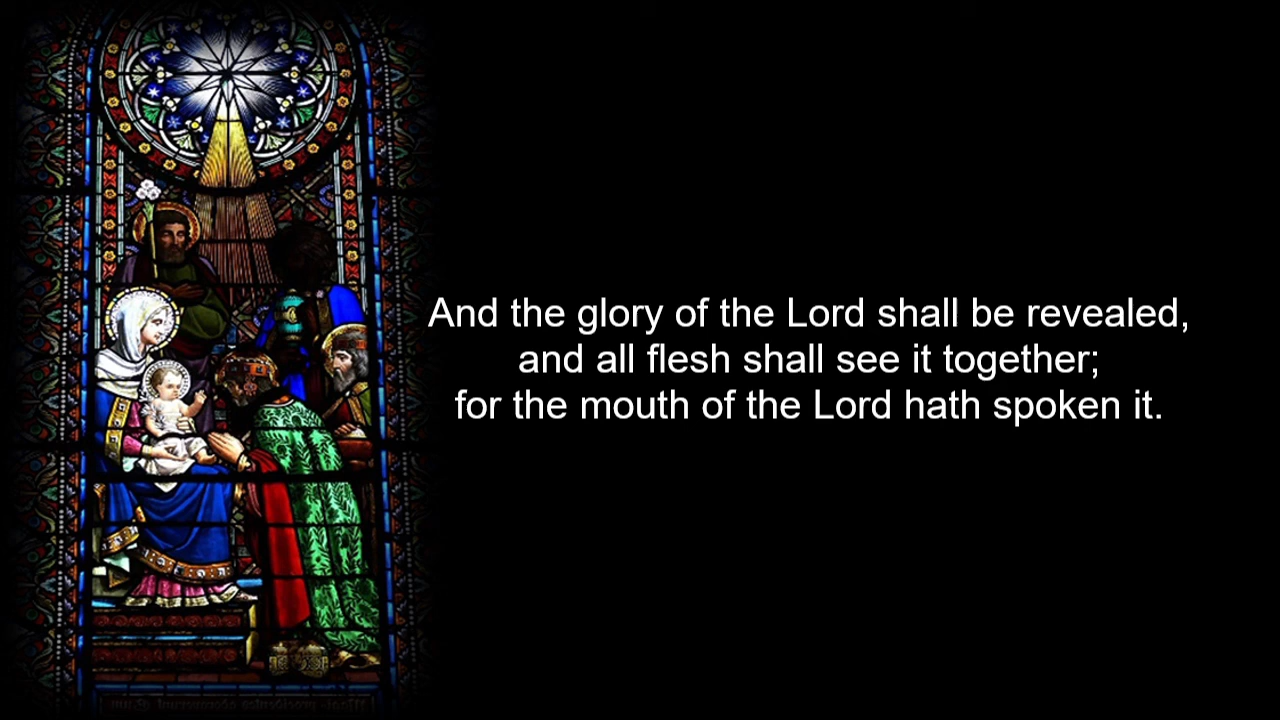 And the glory of the Lord shall be revealed,
and all flesh shall see it together;
for the mouth of the Lord hath spoken it.